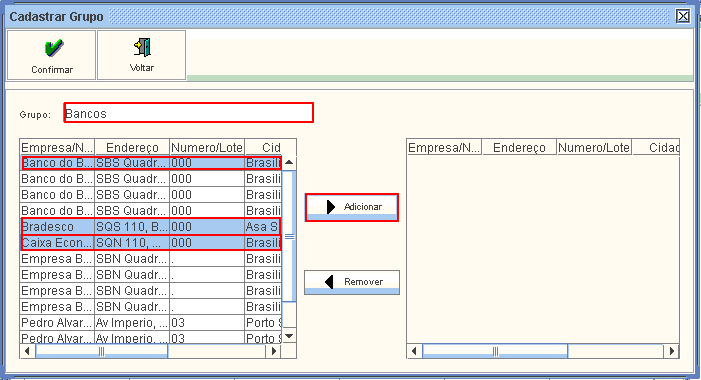 Cadastrar Grupo
Confirmar Voltar
Grupo: Bancos
Empresa/N... Endereço Numero/Lote Cid
Banco do B... SBS Quadr... 000 Brasili
Banco do B... SBS Quadr... 000 Brasili
Banco do B... SBS Quadr... 000 Brasili
Banco do B... SBS Quadr... 000 Brasili
Bradesco SQS 110, B... 000 Asa S
Caixa Econ... SQN 110, ... 000 Brasili
Empresa B... SBN Quadr... . Brasili
Empresa B... SBN Quadr... . Brasili
Empresa B... SBN Quadr... . Brasili
Empresa B... SBN Quadr... . Brasili
Pedro Alvar... Av Imperio, ... 03 Porto S
Pedro Alvar... Av Imperio, ... 03 Porto S
Adicionar
Remover
Empresa/N... Endereço Numero/Lote Cidad